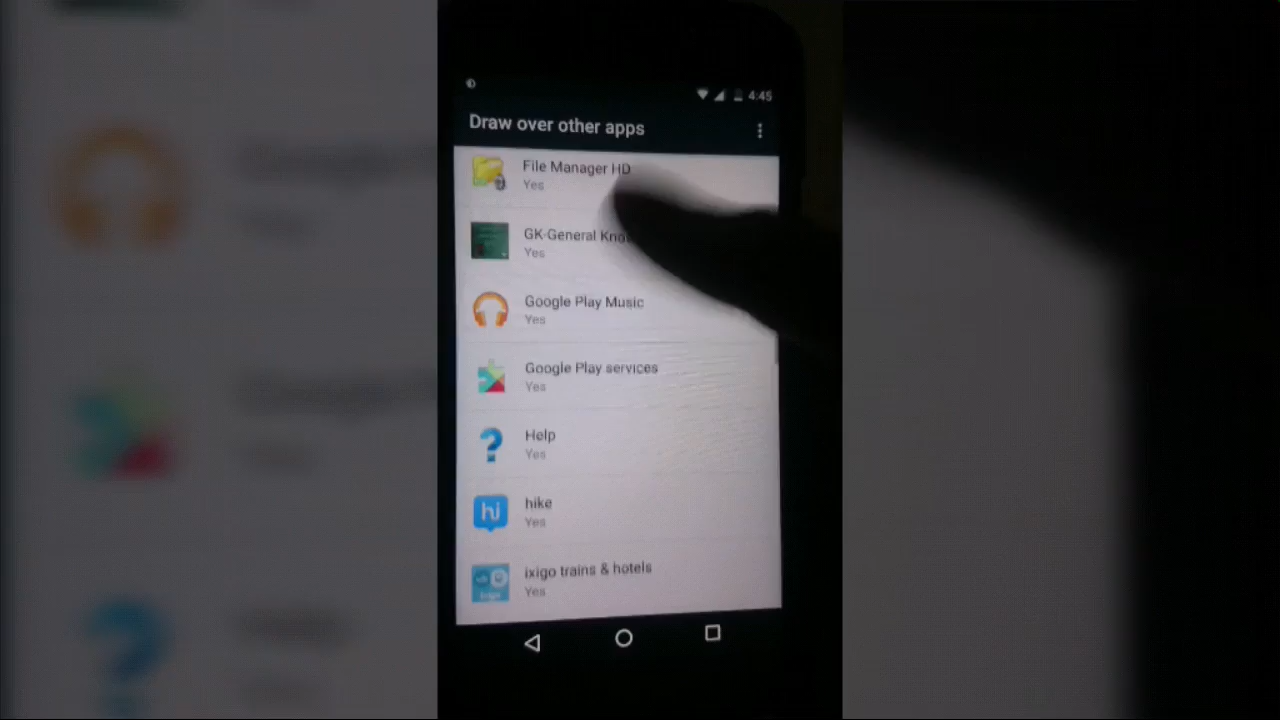 4:45
Draw over other apps
File Manager HD
Yes
GK-General
Yes
Google Play Music
Yes
Google Play services
Yes
Help
Yes
hi
hike
Yes
ixigo trains & hotels
Yes